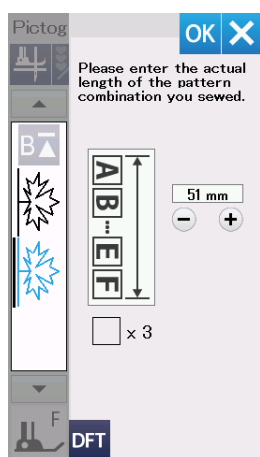 Pictog
OK
Please enter the actual
length of the pattern
combination you sewed.
B
A
B
E
F
51 mm
x 3
F
DFT